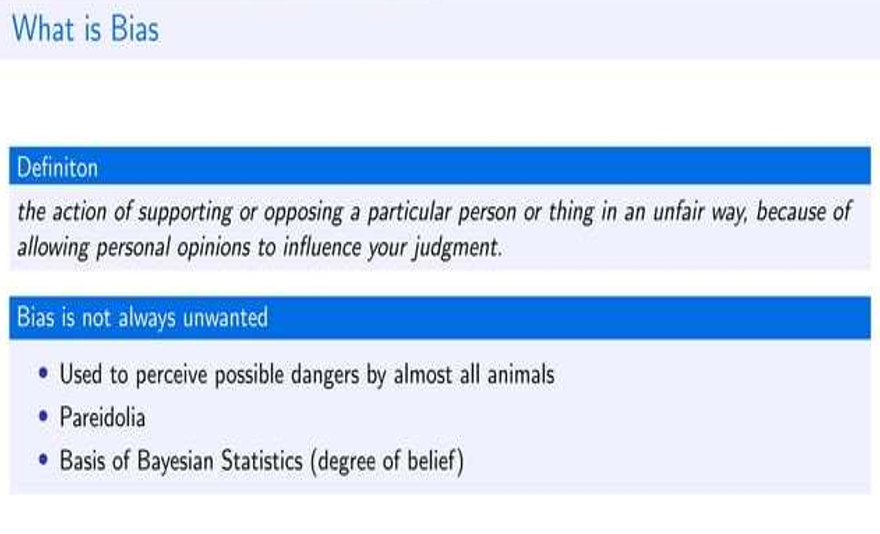 What is Bias
Definiton
the action of supporting or opposing a particular person or thing in an unfair way, because of
allowing personal opinions to influence your judgment.
Bias is not always unwanted
• Used to perceive possible dangers by almost all animals
• Pareidolia
• Basis of Bayesian Statistics (degree of belief)